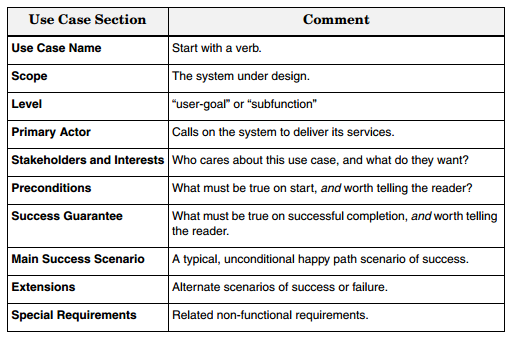 Use Case Section Comment
Use Case Name Start with a verb.
Scope The system under design.
Level “user-goal” or “subfunction”
Primary Actor Calls on the system to deliver its services.
Stakeholders and Interests Who cares about this use case, and what do they want?
Preconditions What must be true on start, and worth telling the reader?
Success Guarantee What must be true on successful completion, and worth telling
the reader.
Main Success Scenario A typical, unconditional happy path scenario of success.
Extensions Alternate scenarios of success or failure.
Special Requirements Related non-functional requirements.